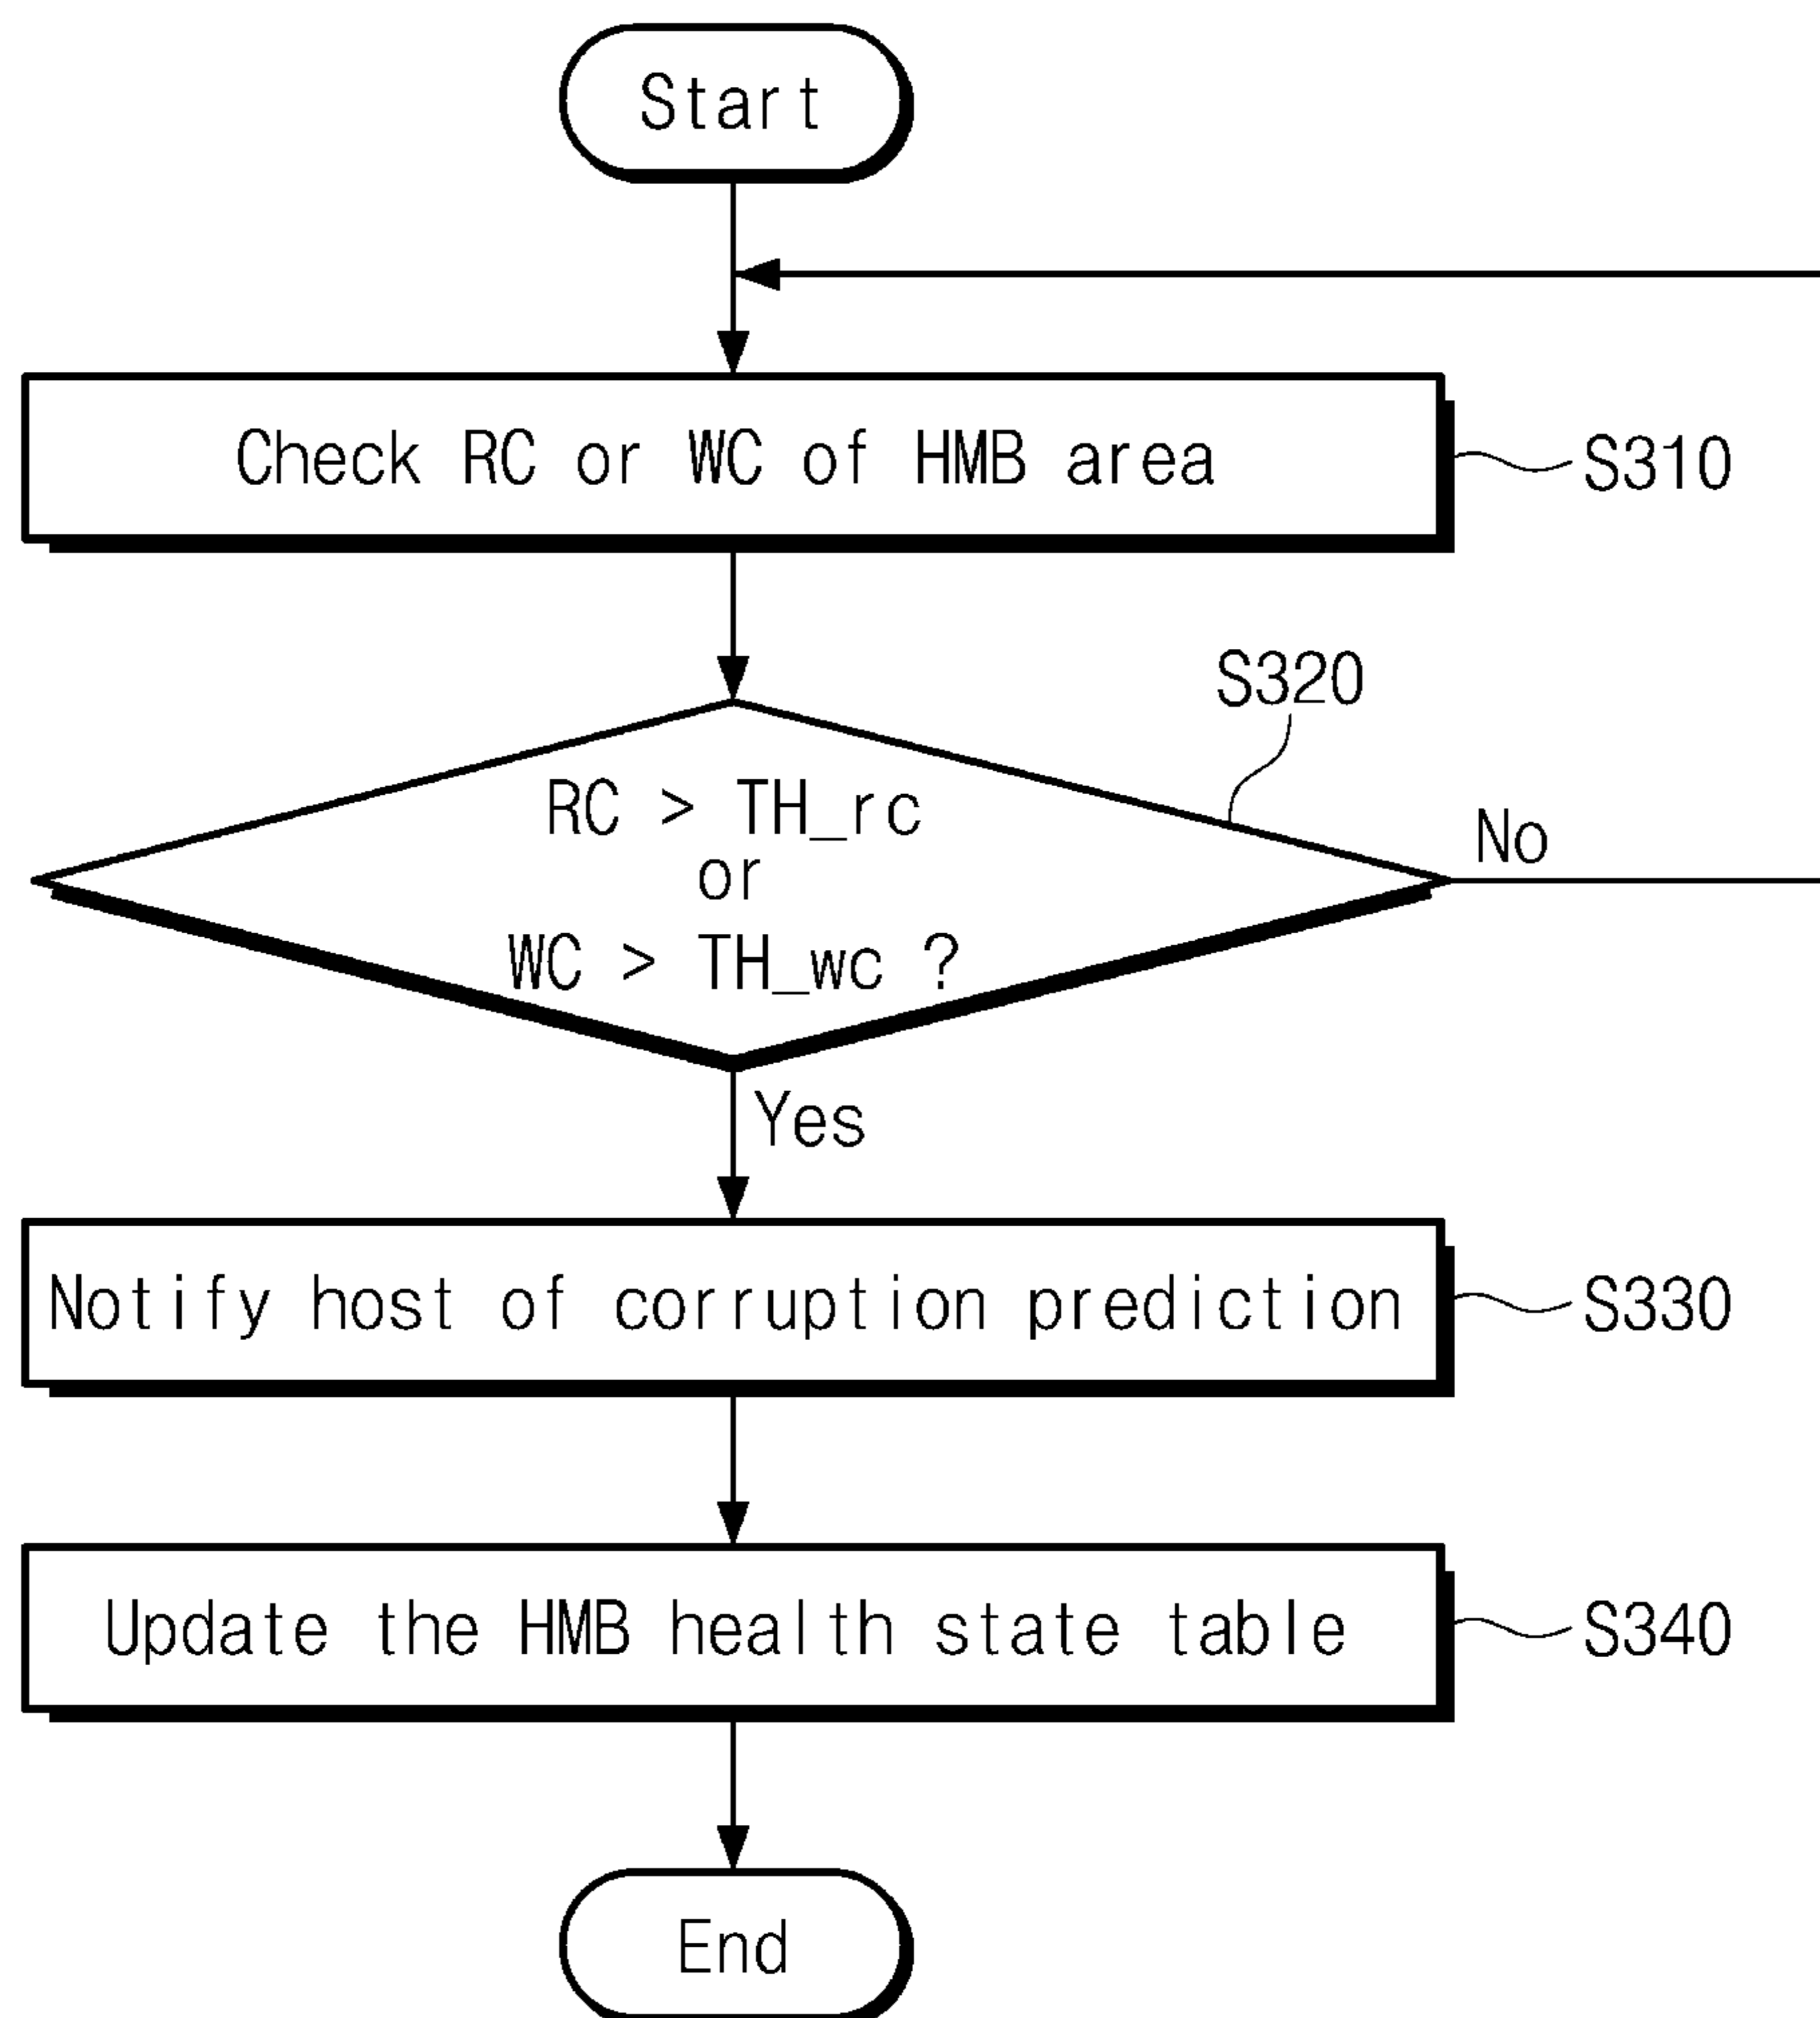 Start
Check RC or WC of HMB area
S310
S320
RC > TH_rc
or
WC > TH_wc ?
No
Yes
Notify host of corruption prediction
S330
Update the HMB health state table
S340
End